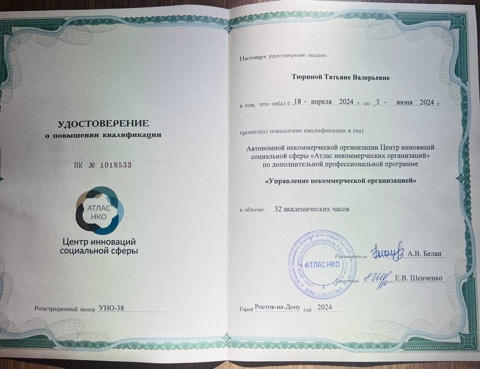 УДОСТОВЕРЕНИЕ
о повышении квалификации
ПК № 1018533
АТЛАС
НКО
Центр инноваций
социальной сферы
Регистрационный номер УНО-38
Настоящее удостоверение выдано
Тюриной Татьяне Валерьевне
в том, что он(а) с 18 - апреля 2024 г. по 3 - июня 2024 г.
прошел(а) повышение квалификации в (на)
Автономной некоммерческой организации Центр инноваций
социальной сферы «Атлас некоммерческих организаций»
по дополнительной профессиональной программе
«Управление некоммерческой организацией»
в объеме 32 академических часов
АТЛАС НКО
Руководитель А.В. Белан
Е.В. Шевченко
Город Ростов-на-Дону год 2024